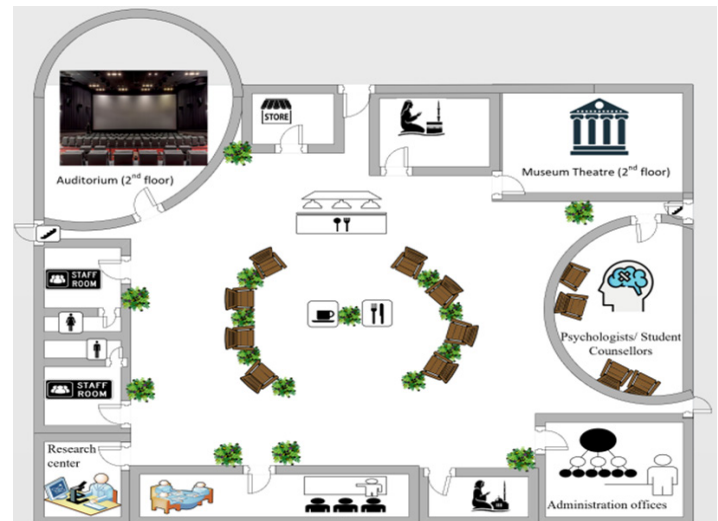 STORE
Auditorium (2nd floor)
Museum Theatre (2nd floor)
STAFF
ROOM
Psychologists/ Student
Counsellors
STAFF
ROOM
Research
center
Administration offices